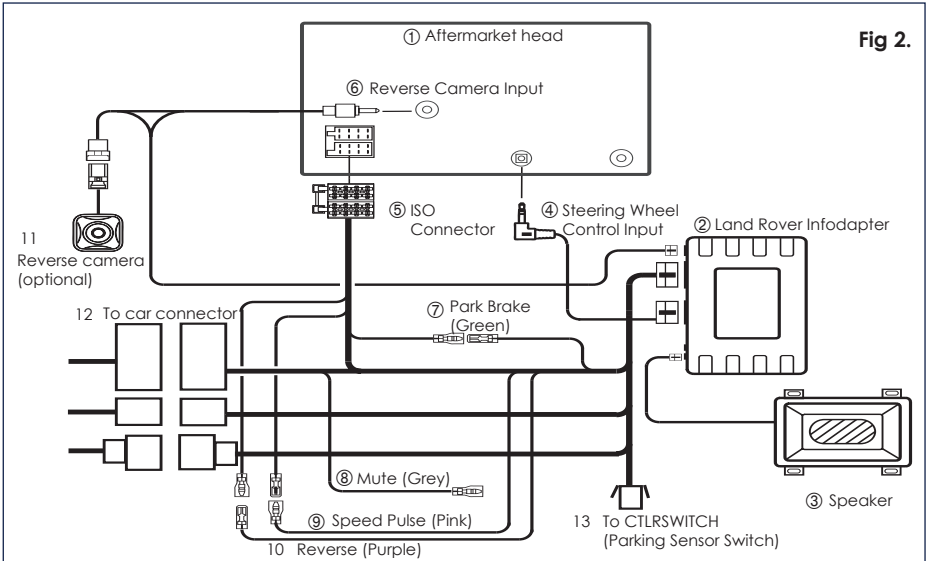 ① Aftermarket head
Fig 2.
⑥ Reverse Camera Input
⑤ ISO
Connector
④ Steering Wheel
Control Input
② Land Rover Infodapter
11
Reverse camera
(optional)
12 To car connector
⑦ Park Brake
(Green)
⑧ Mute (Grey)
⑨ Speed Pulse (Pink)
10 Reverse (Purple)
13 To CTLRSWITCH
(Parking Sensor Switch)
③ Speaker